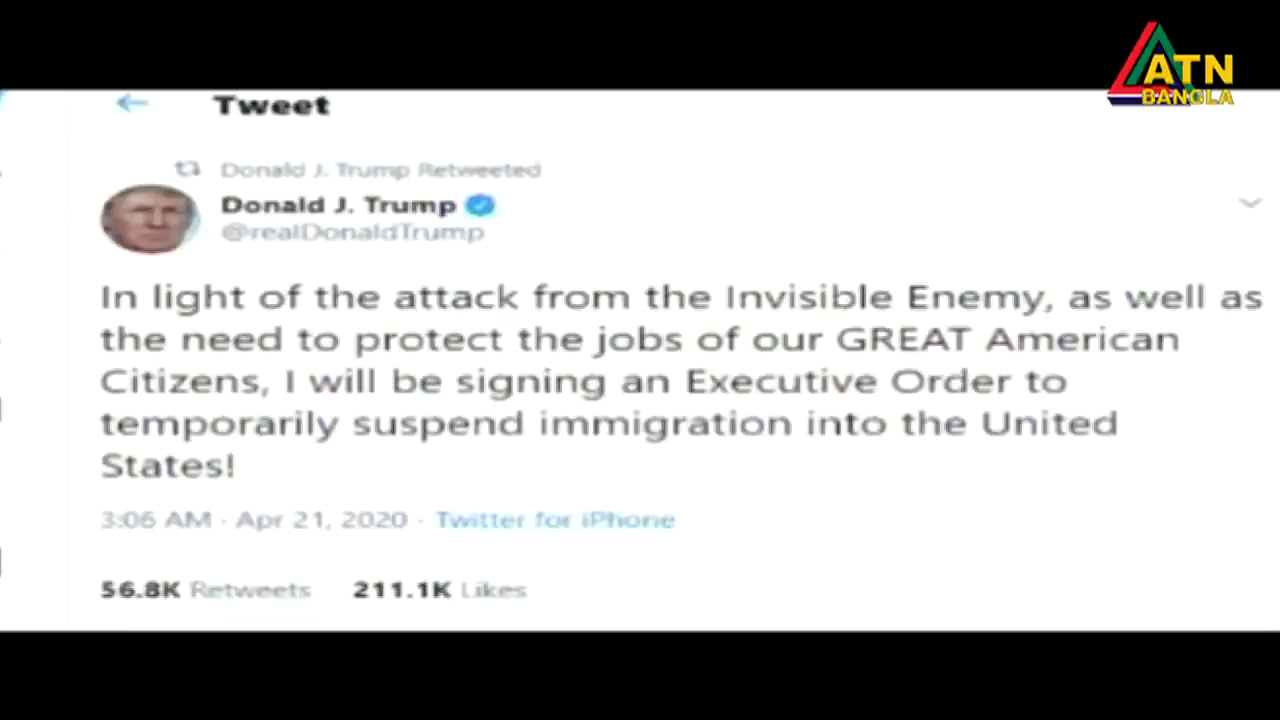 ATN
BANGLA
Tweet
Donald J. Trump Retweeted
Donald J. Trump
@realDonaldTrump
In light of the attack from the Invisible Enemy, as well as
the need to protect the jobs of our GREAT American
Citizens, I will be signing an Executive Order to
temporarily suspend immigration into the United
States!
3:06 AM · Apr 21, 2020 · Twitter for iPhone
56.8K Retweets 211.1K Likes